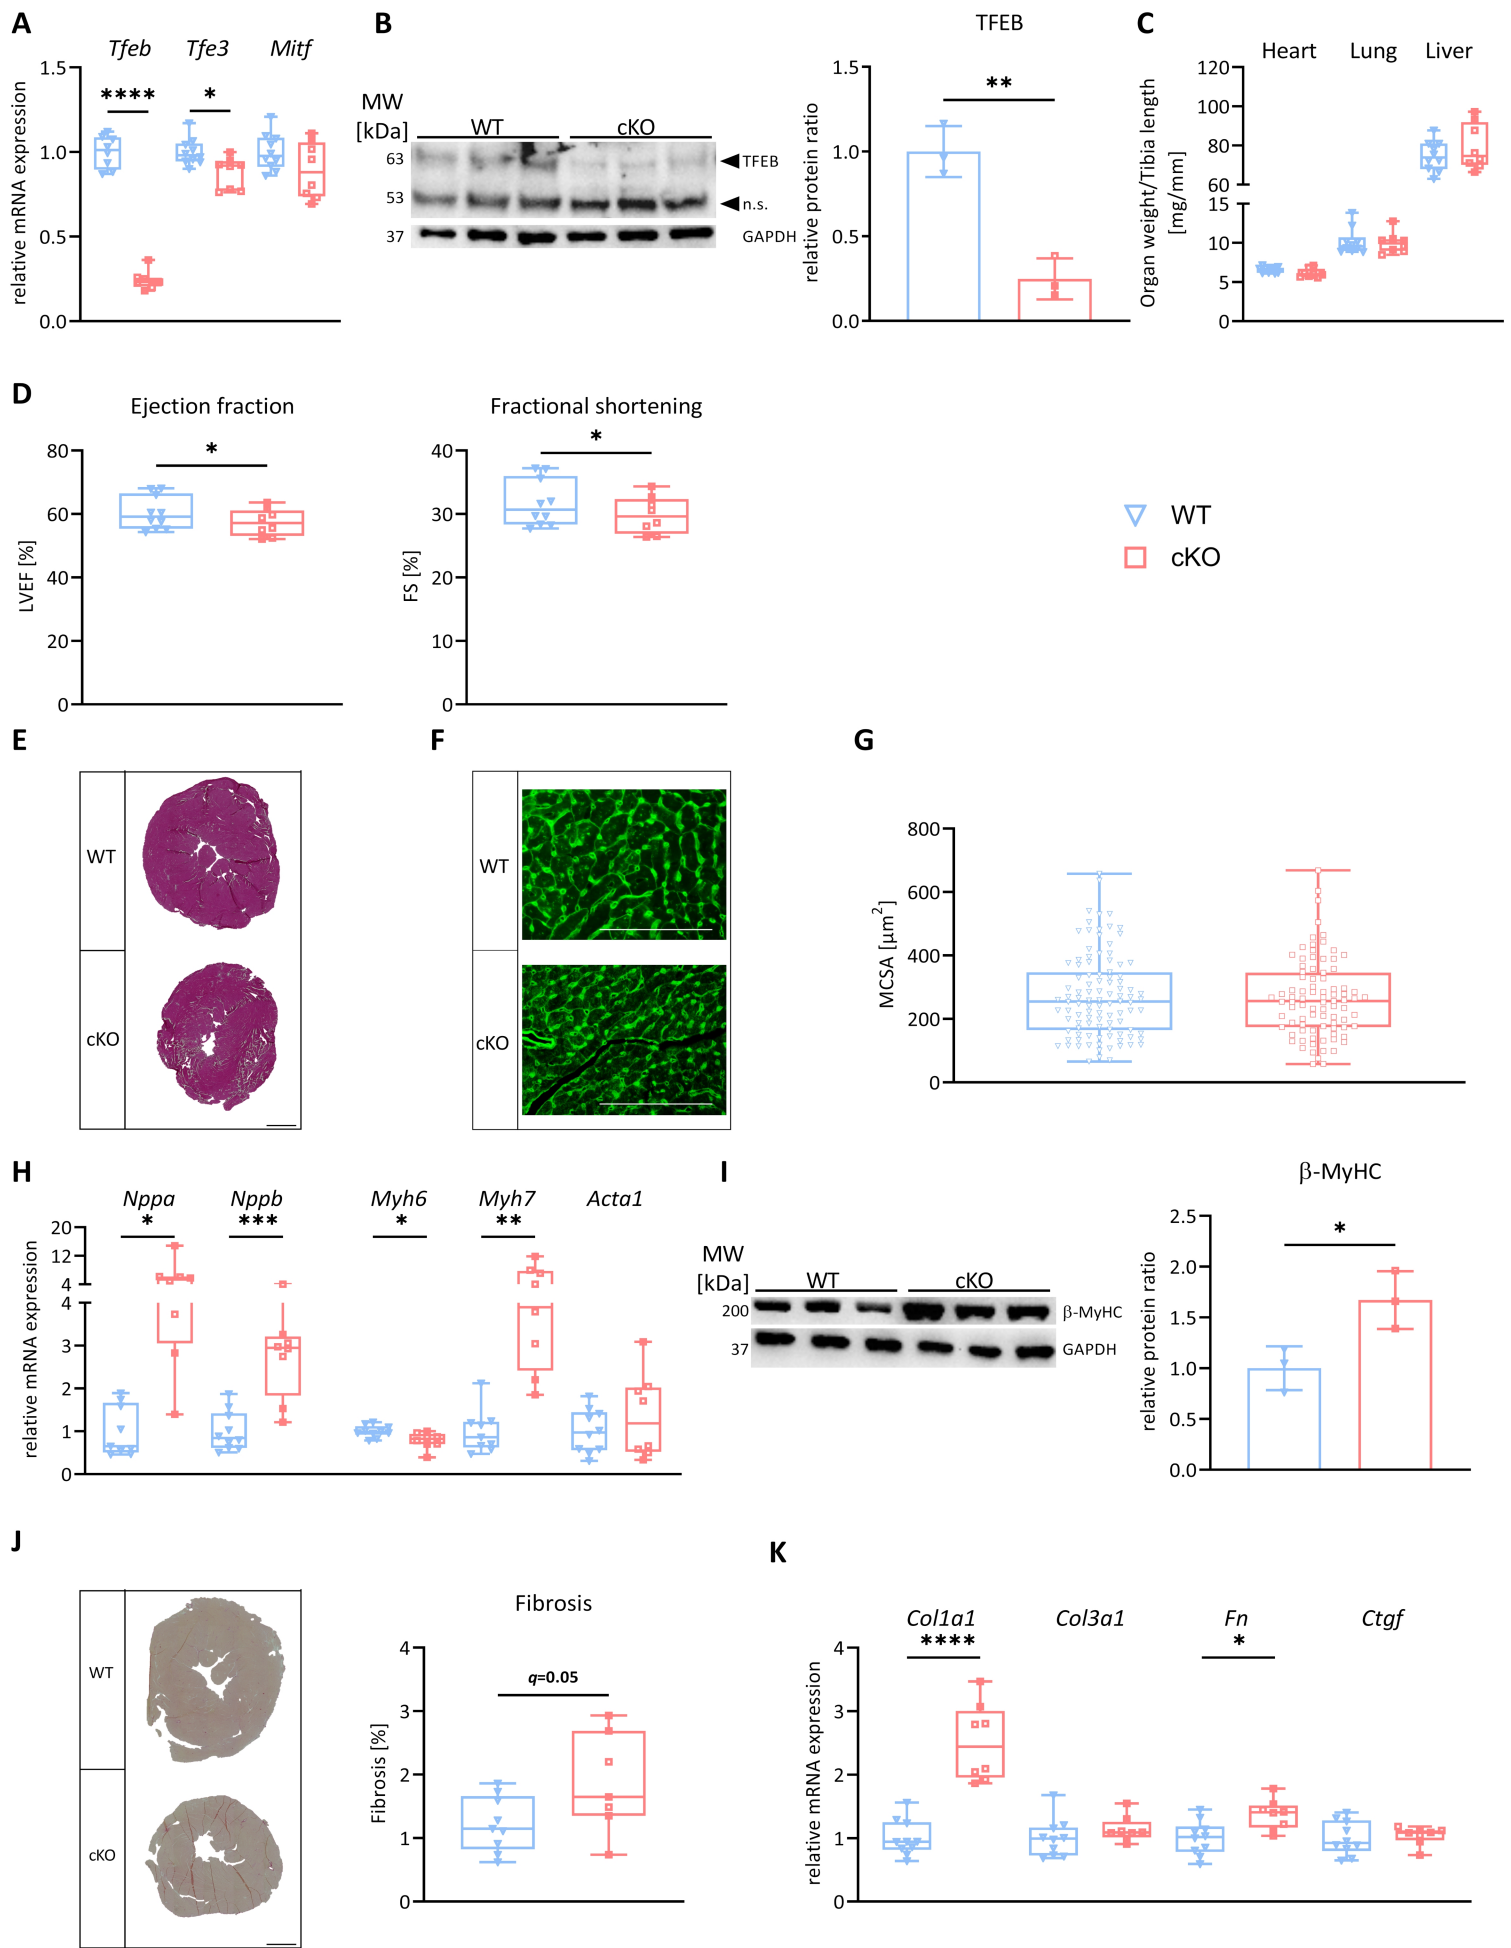 A
Tfeb Tfe3 Mitf
relative mRNA expression
1.5
1.0
0.5
0.0
**** *
B
MW
[kDa]
WT cKO
63
53
37
TFEB
n.s.
GAPDH
TFEB
relative protein ratio
1.5
1.0
0.5
0.0
**
C
Heart Lung Liver
Organ weight/Tibia length
[mg/mm]
120
100
80
60
15
10
5
0
D
Ejection fraction
LVEF [%]
80
60
40
20
0
*
Fractional shortening
FS [%]
40
30
20
10
0
*
WT
cKO
E
WT
cKO
F
WT
cKO
G
MCSA [µm²]
800
600
400
200
0
H
Nppa Nppb Myh6 Myh7 Acta1
* *** * **
relative mRNA expression
20
12
4
4
3
2
1
0
I
MW
[kDa]
WT cKO
200
37
β-MyHC
GAPDH
β-MyHC
relative protein ratio
2.5
2.0
1.5
1.0
0.5
0.0
*
J
WT
cKO
Fibrosis
Fibrosis [%]
4
3
2
1
0
q=0.05
K
Col1a1 Col3a1 Fn Ctgf
**** *
relative mRNA expression
4
3
2
1
0